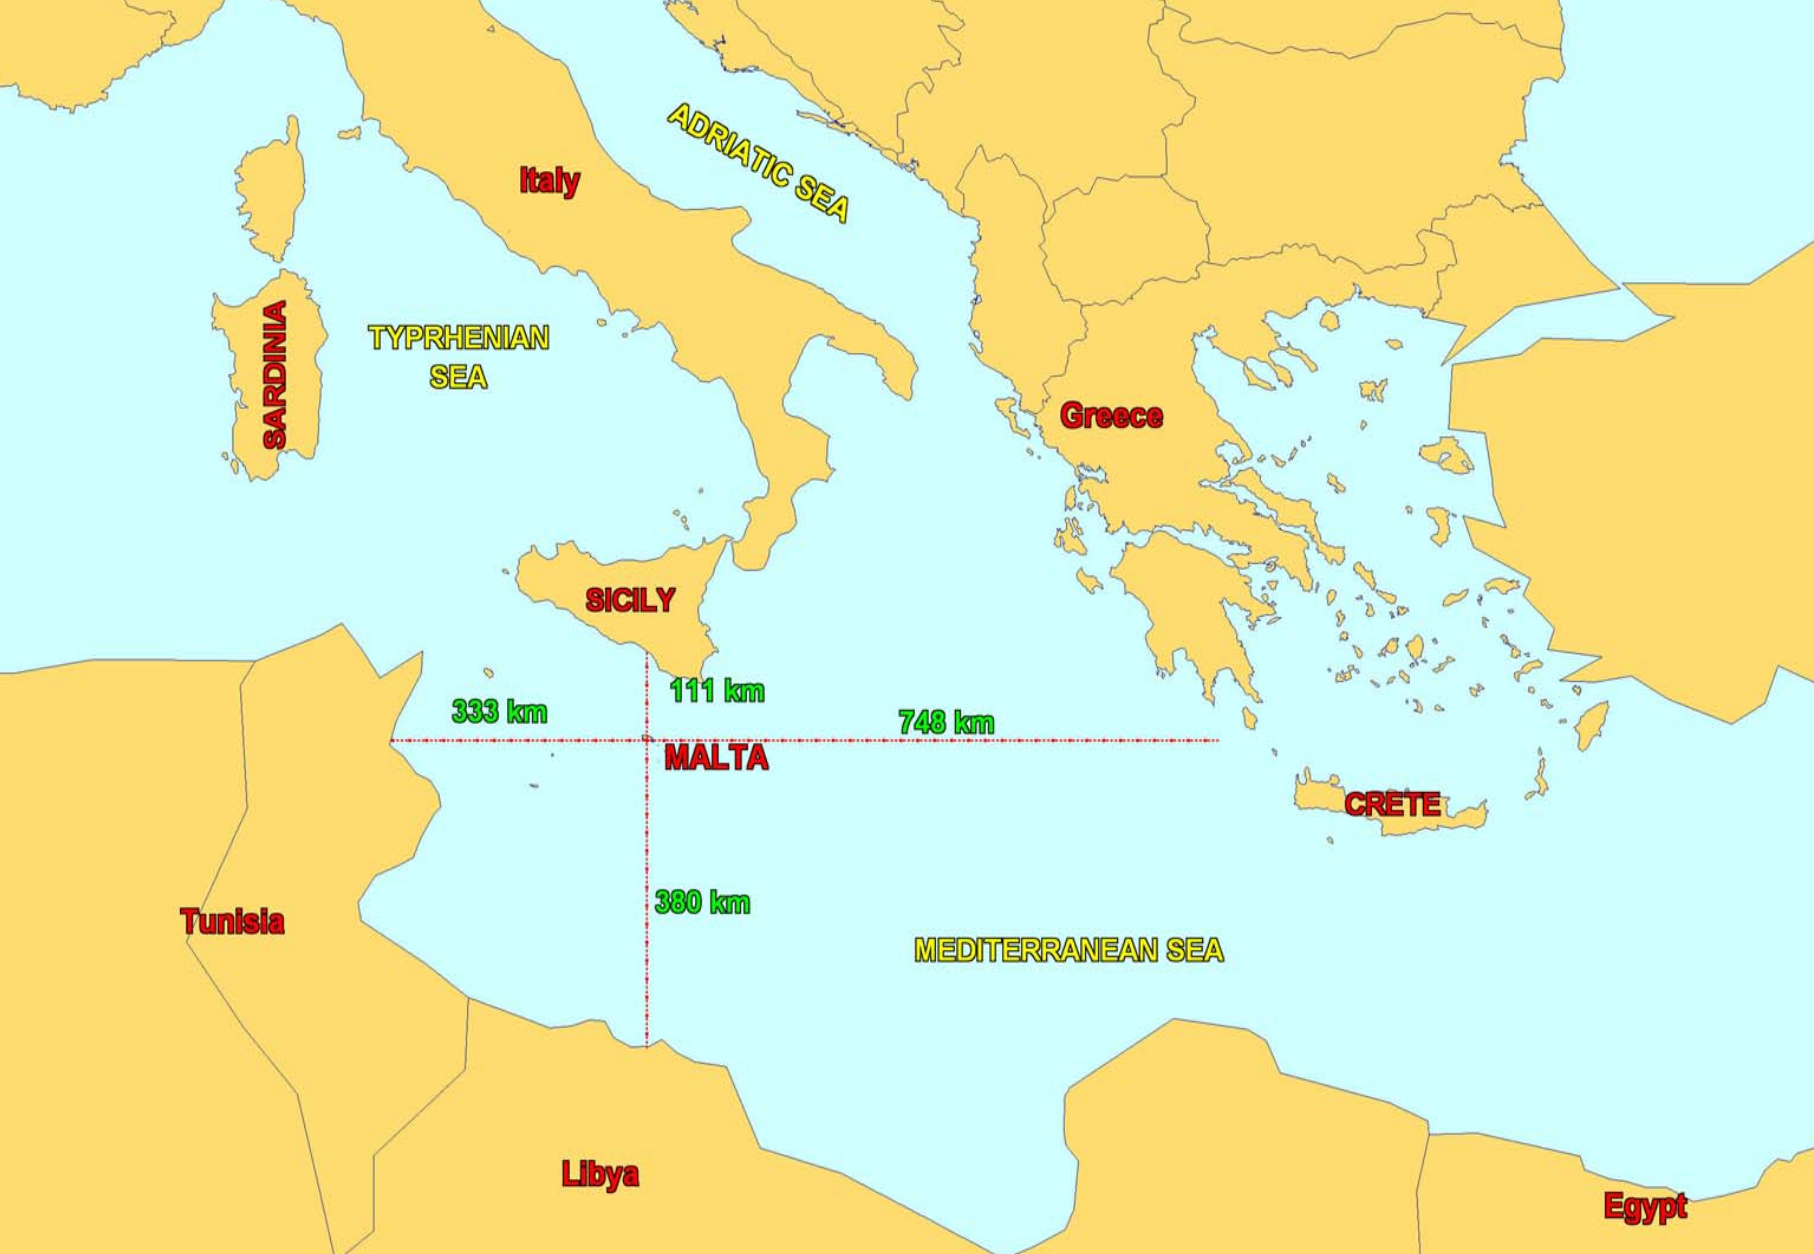 ADRIATIC SEA
Italy
SARDINIA
TYPRHENIAN
SEA
Greece
SICILY
111 km
333 km
748 km
MALTA
CRETE
380 km
Tunisia
MEDITERRANEAN SEA
Libya
Egypt